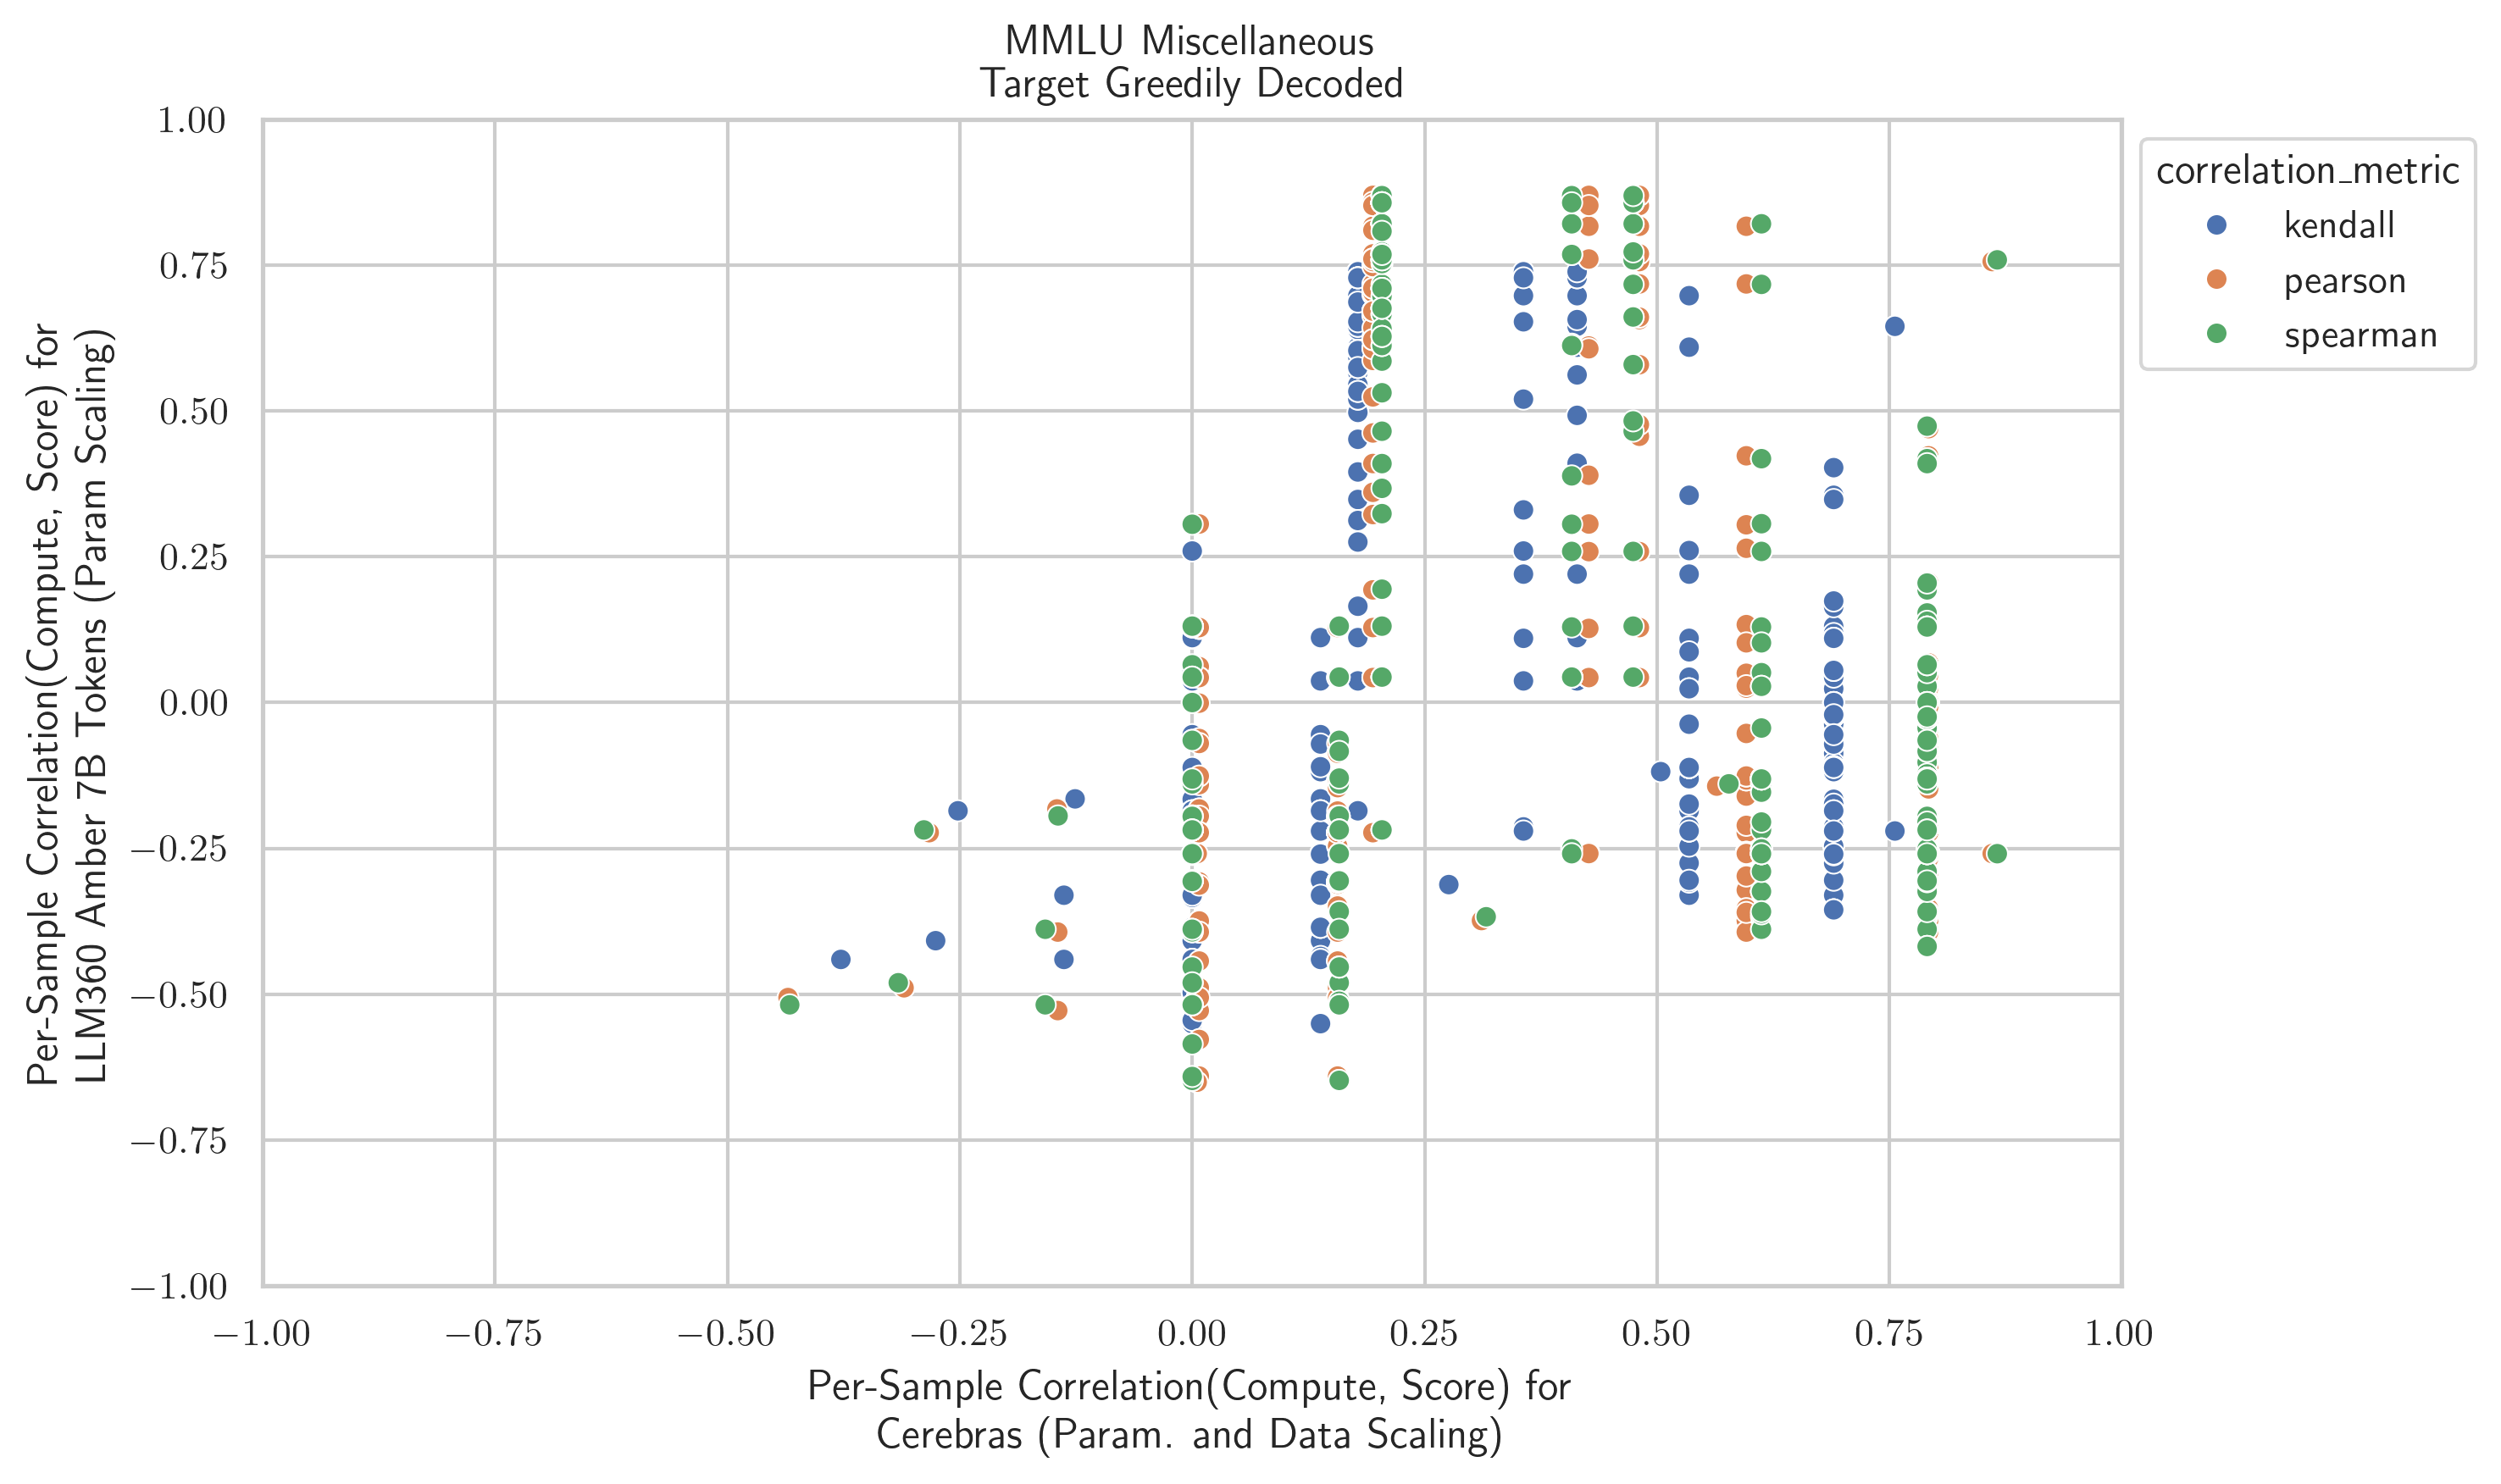 MMLU Miscellaneous
Target Greedily Decoded
Per-Sample Correlation(Compute, Score) for
LLM360 Amber 7B Tokens (Param Scaling)
1.00
0.75
0.50
0.25
0.00
−0.25
−0.50
−0.75
−1.00
−1.00 −0.75 −0.50 −0.25 0.00 0.25 0.50 0.75 1.00
Per-Sample Correlation(Compute, Score) for
Cerebras (Param. and Data Scaling)
correlation_metric
kendall
pearson
spearman